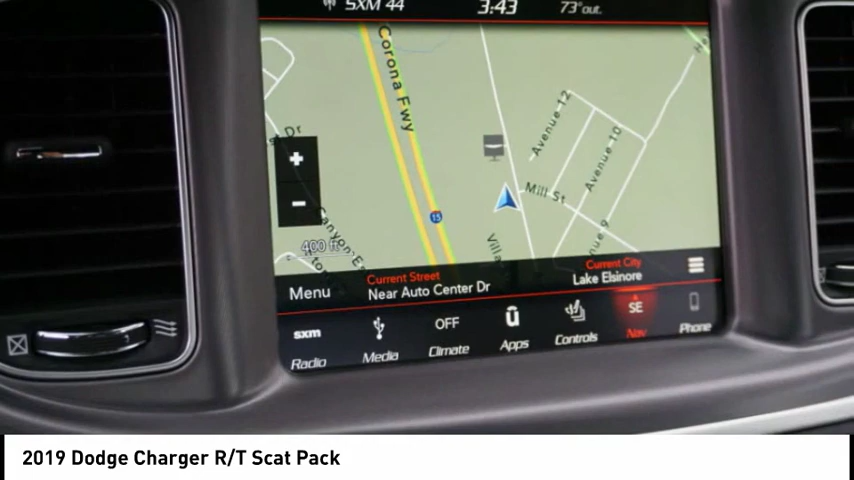 SXM 44
3:43
73° out.
Corona Fwy
Avenue 12
Avenue 10
Mill St
15
400 ft
Menu
Current Street
Near Auto Center Dr
Current City
Lake Elsinore
sxm
OFF
SE
Radio
Media
Climate
Apps
Controls
Nav
Phone
2019 Dodge Charger R/T Scat Pack